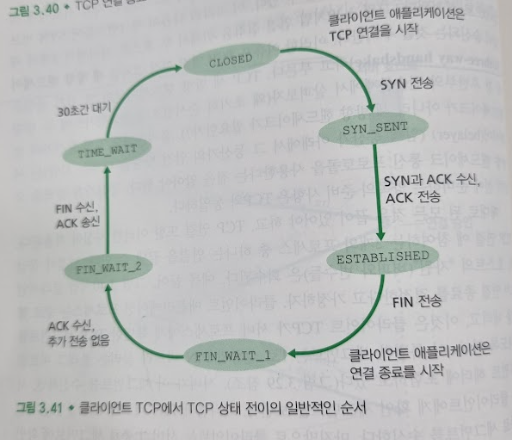 그림 3.40 • TCP 연결
클라이언트 애플리케이션은
TCP 연결을 시작
CLOSED
SYN 전송
30초간 대기
SYN_SENT
TIME_WAIT
SYN과 ACK 수신,
ACK 전송
FIN 수신,
ACK 송신
ESTABLISHED
FIN_WAIT_2
FIN 전송
ACK 수신,
추가 전송 없음
FIN_WAIT_1
클라이언트 애플리케이션은
연결 종료를 시작
그림 3.41 • 클라이언트 TCP에서 TCP 상태 전이의 일반적인 순서